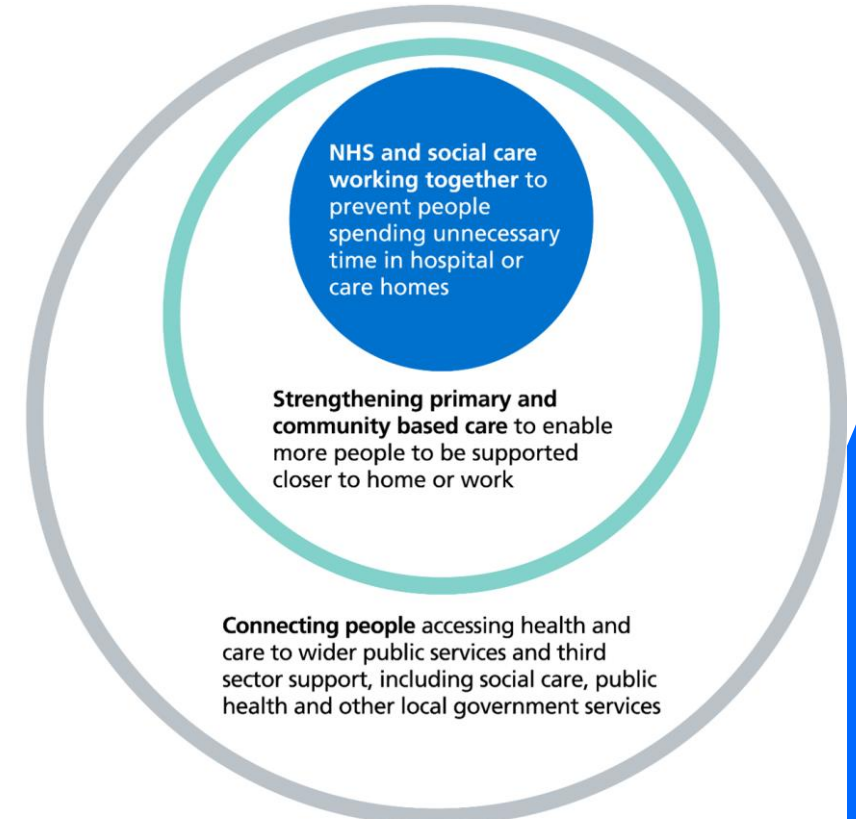 NHS and social care
working together to
prevent people
spending unnecessary
time in hospital or
care homes
Strengthening primary and
community based care to enable
more people to be supported
closer to home or work
Connecting people accessing health and
care to wider public services and third
sector support, including social care, public
health and other local government services